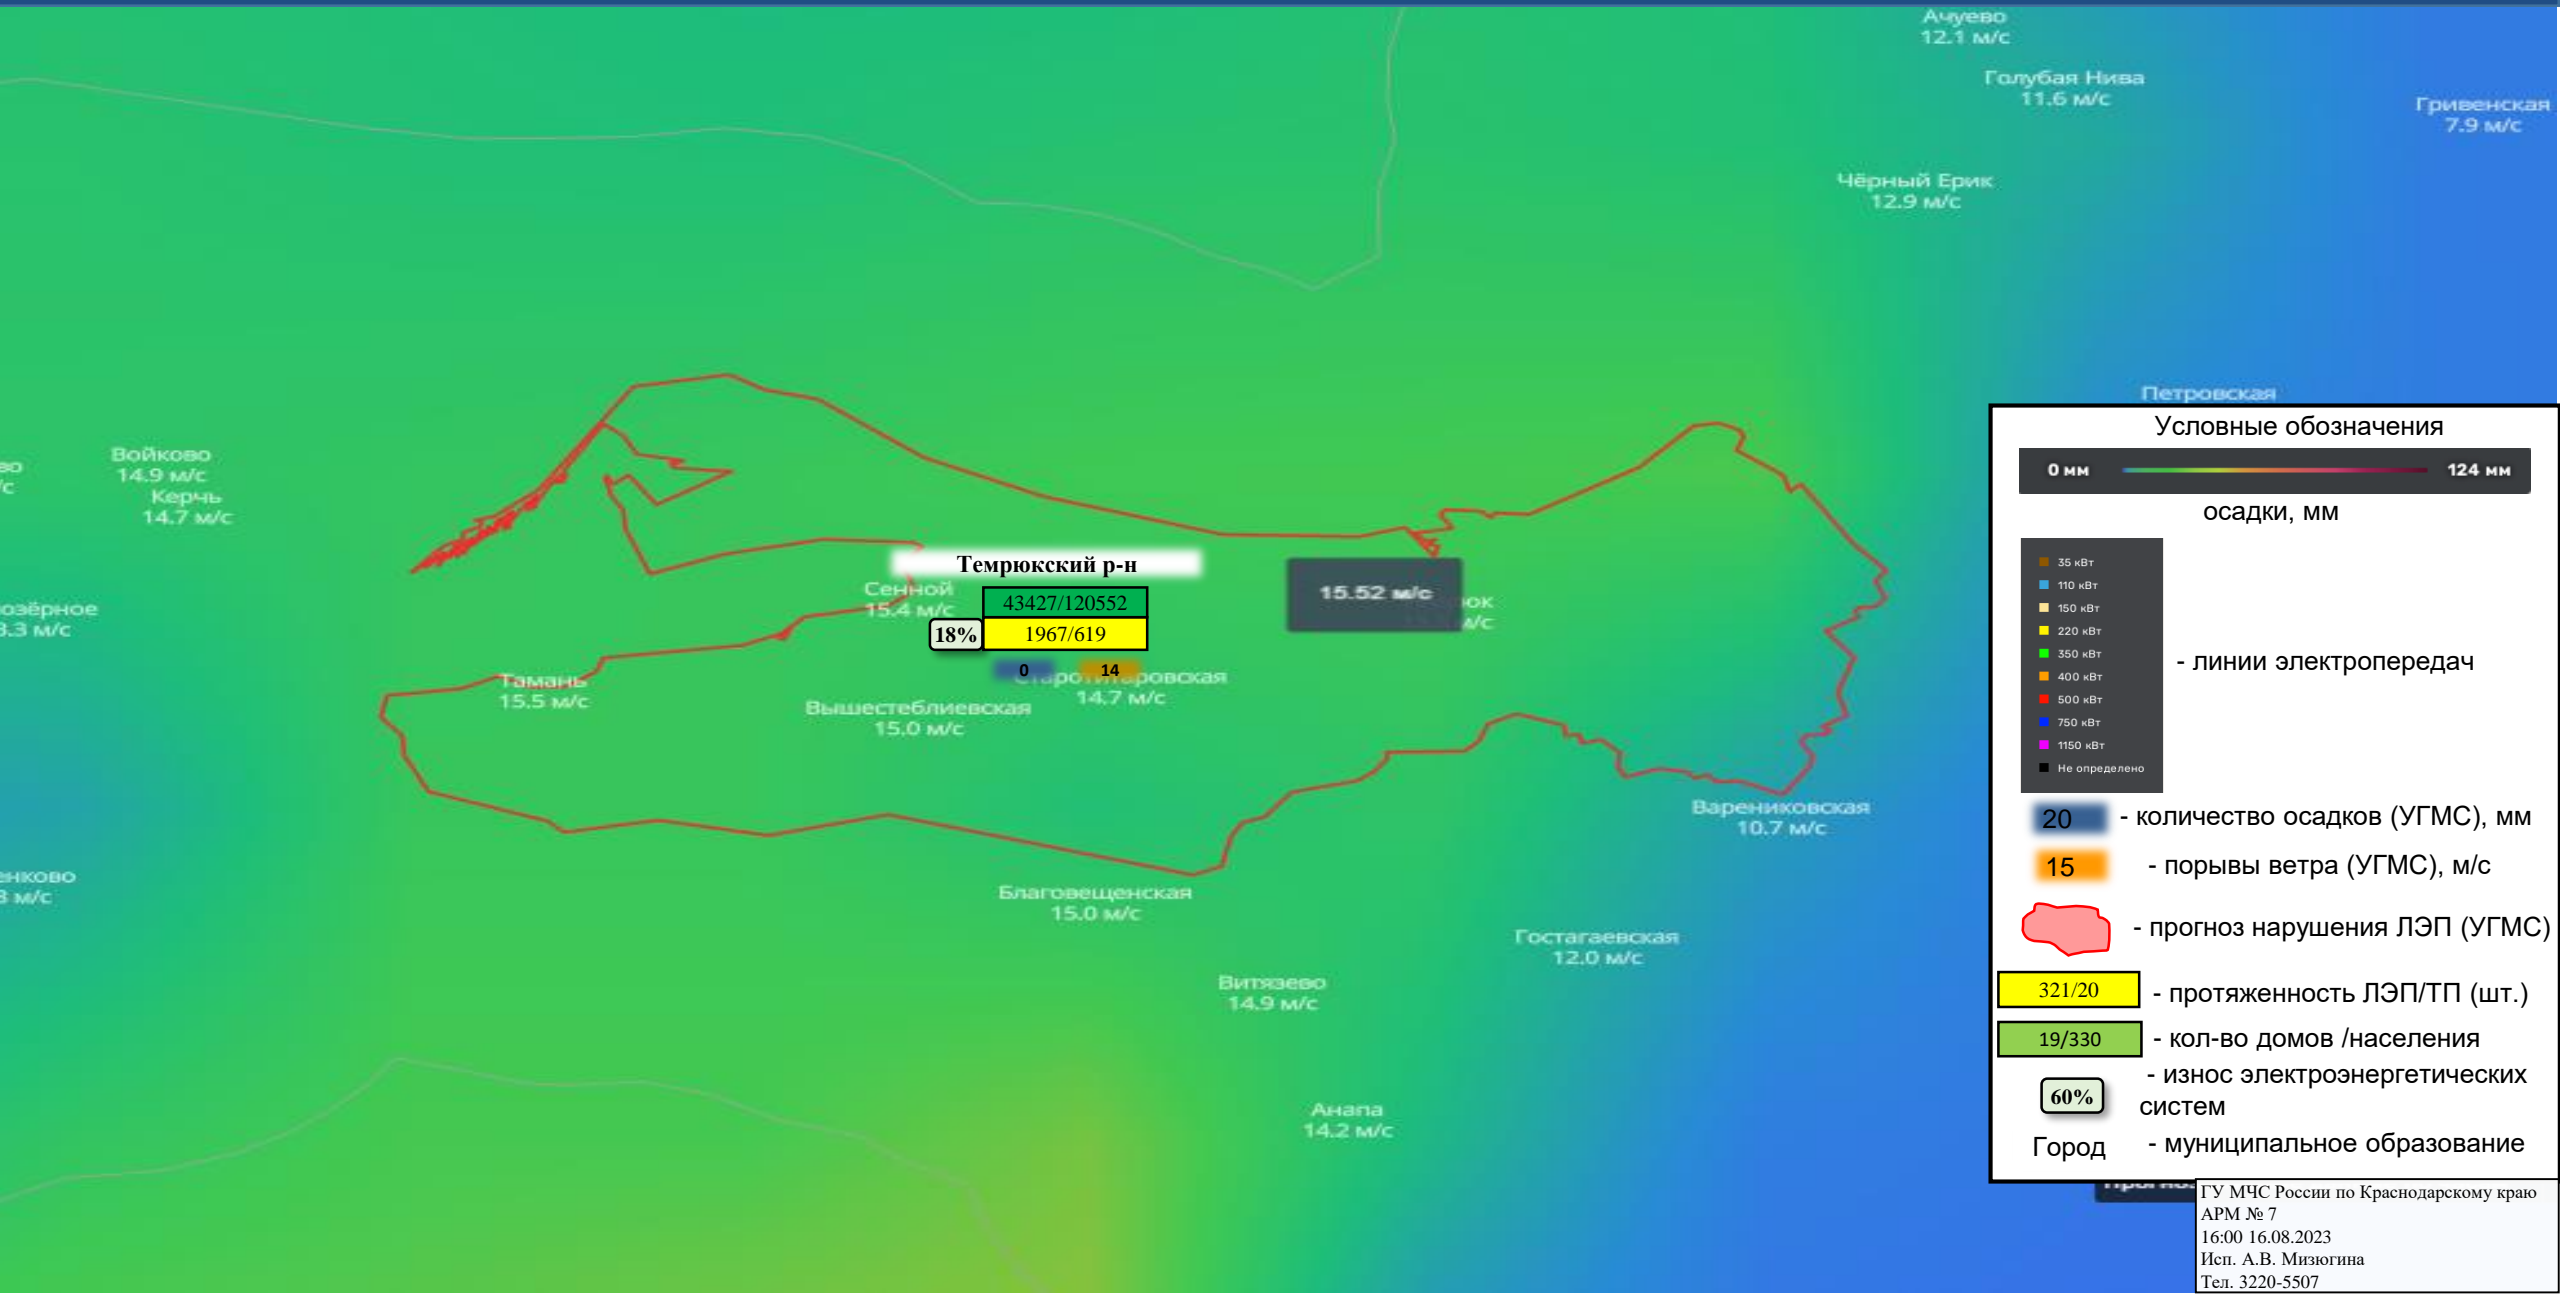 Ачуево
12.1 м/с
Голубая Нива
11.6 м/с
Гривенская
7.9 м/с
Чёрный Ерик
12.9 м/с
Петровская
Войково
14.9 м/с
Керчь
14.7 м/с
Темрюкский р-н
Сенной
15.4 м/с
43427/120552
18%
1967/619
0
14
15.52 м/с
Тамань
15.5 м/с
14.7 м/с
Вышестеблиевская
15.0 м/с
Варениковская
10.7 м/с
Благовещенская
15.0 м/с
Гостагаевская
12.0 м/с
Витязево
14.9 м/с
Анапа
14.2 м/с
Условные обозначения
0 мм
124 мм
осадки, мм
35 кВт
110 кВт
150 кВт
220 кВт
350 кВт
400 кВт
500 кВт
750 кВт
1150 кВт
Не определено
- линии электропередач
20 - количество осадков (УГМС), мм
15 - порывы ветра (УГМС), м/с
- прогноз нарушения ЛЭП (УГМС)
321/20 - протяженность ЛЭП/ТП (шт.)
19/330 - кол-во домов /населения
60% - износ электроэнергетических
систем
Город - муниципальное образование
ГУ МЧС России по Краснодарскому краю
АРМ № 7
16:00 16.08.2023
Исп. А.В. Мизюгина
Тел. 3220-5507